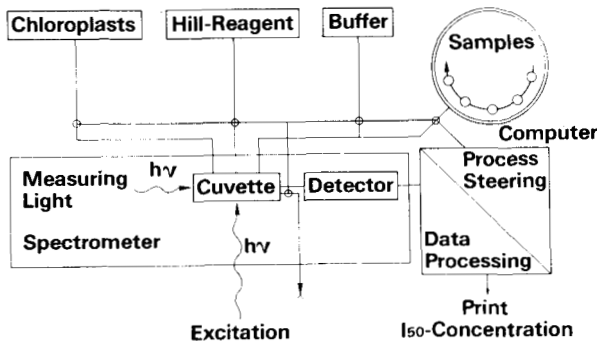 Chloroplasts
Hill-Reagent
Buffer
Samples
Computer
Measuring
Light
hν
Cuvette
Detector
Process
Steering
Spectrometer
hν
Data
Processing
Excitation
Print
I50-Concentration